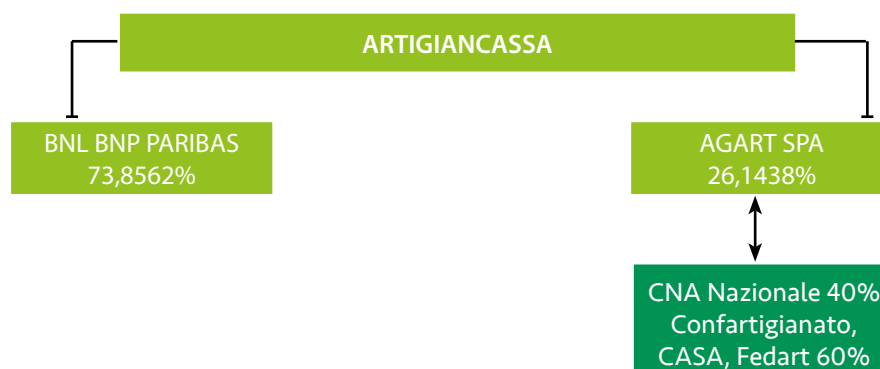 ARTIGIANCASSA
BNL BNP PARIBAS
73,8562%
AGART SPA
26,1438%
CNA Nazionale 40%
Confartigianato,
CASA, Fedart 60%